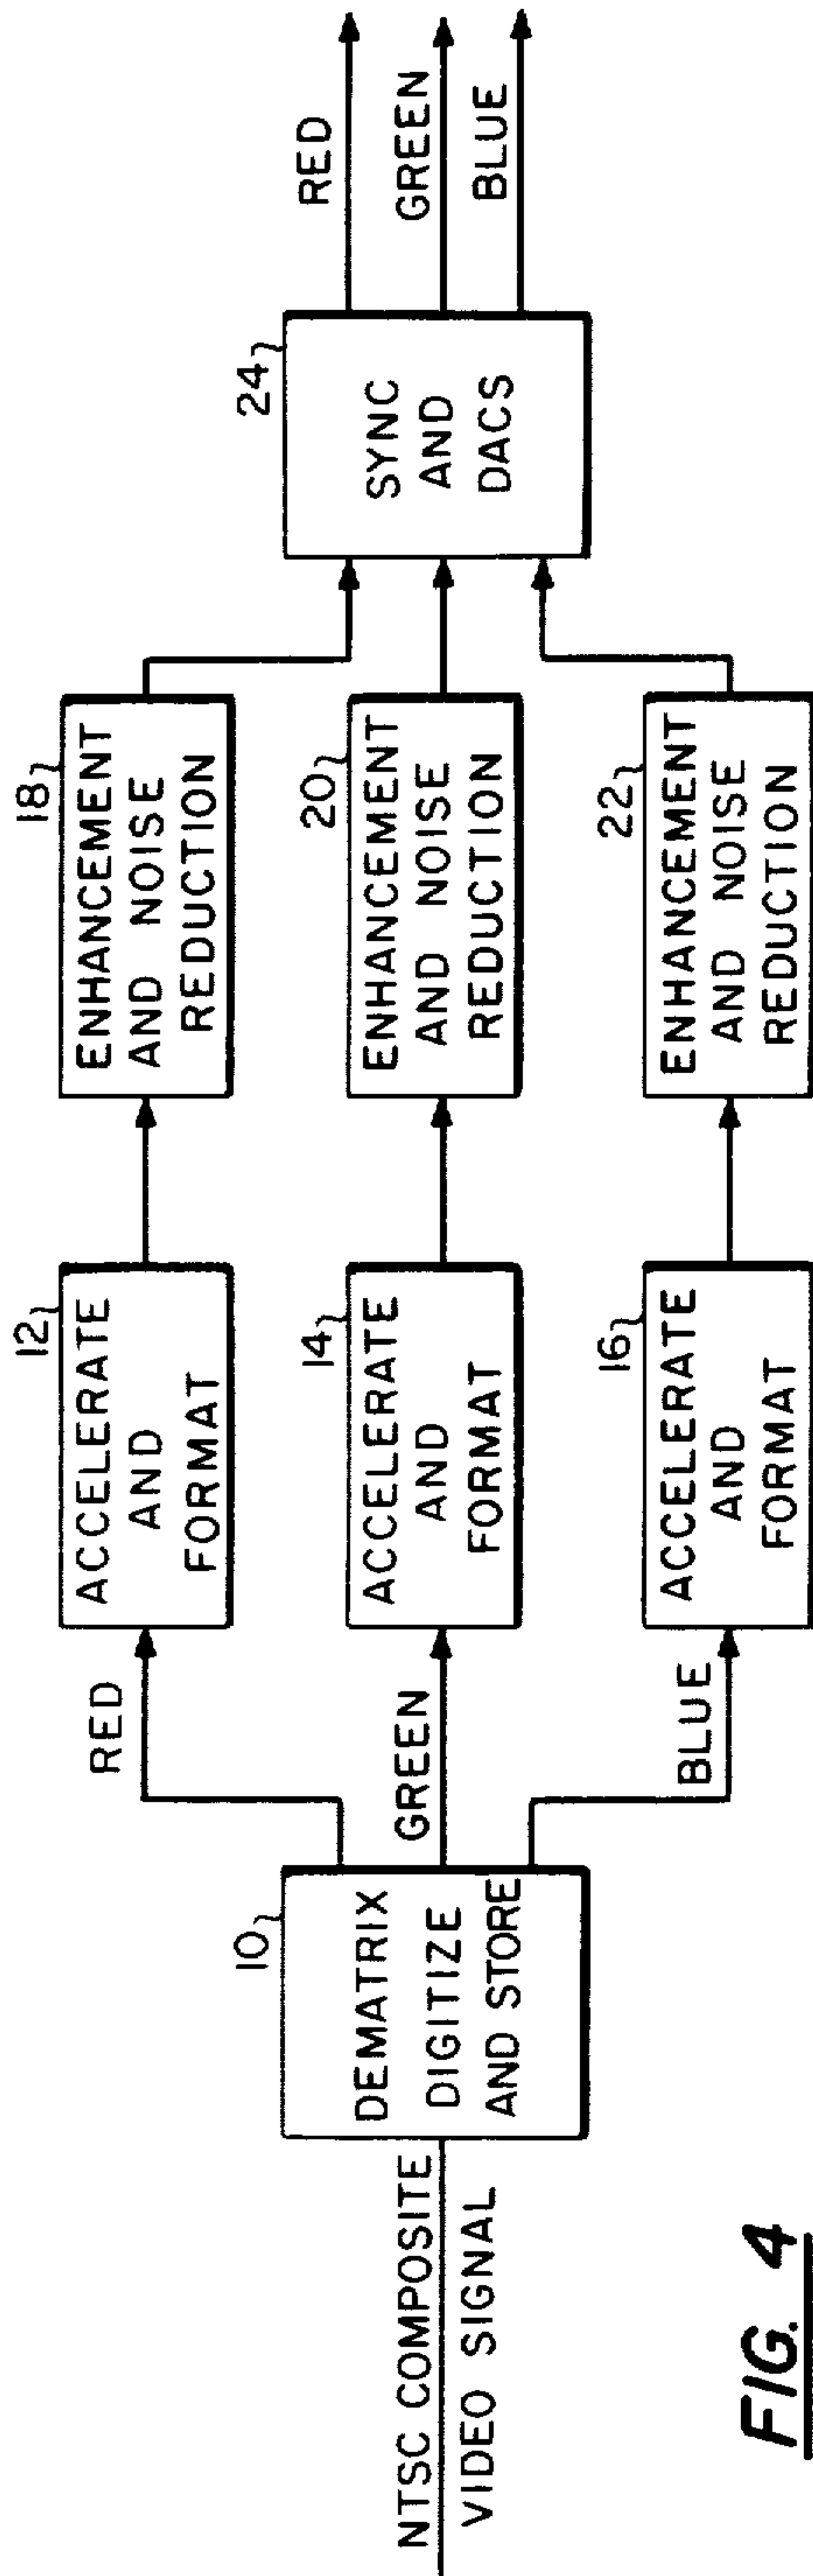 NTSC COMPOSITE
VIDEO SIGNAL
10
DEMATRIX
DIGITIZE
AND STORE
RED
GREEN
BLUE
12
ACCELERATE
AND
FORMAT
14
ACCELERATE
AND
FORMAT
16
ACCELERATE
AND
FORMAT
18
ENHANCEMENT
AND NOISE
REDUCTION
20
ENHANCEMENT
AND NOISE
REDUCTION
22
ENHANCEMENT
AND NOISE
REDUCTION
24
SYNC
AND
DACS
RED
GREEN
BLUE
FIG. 4